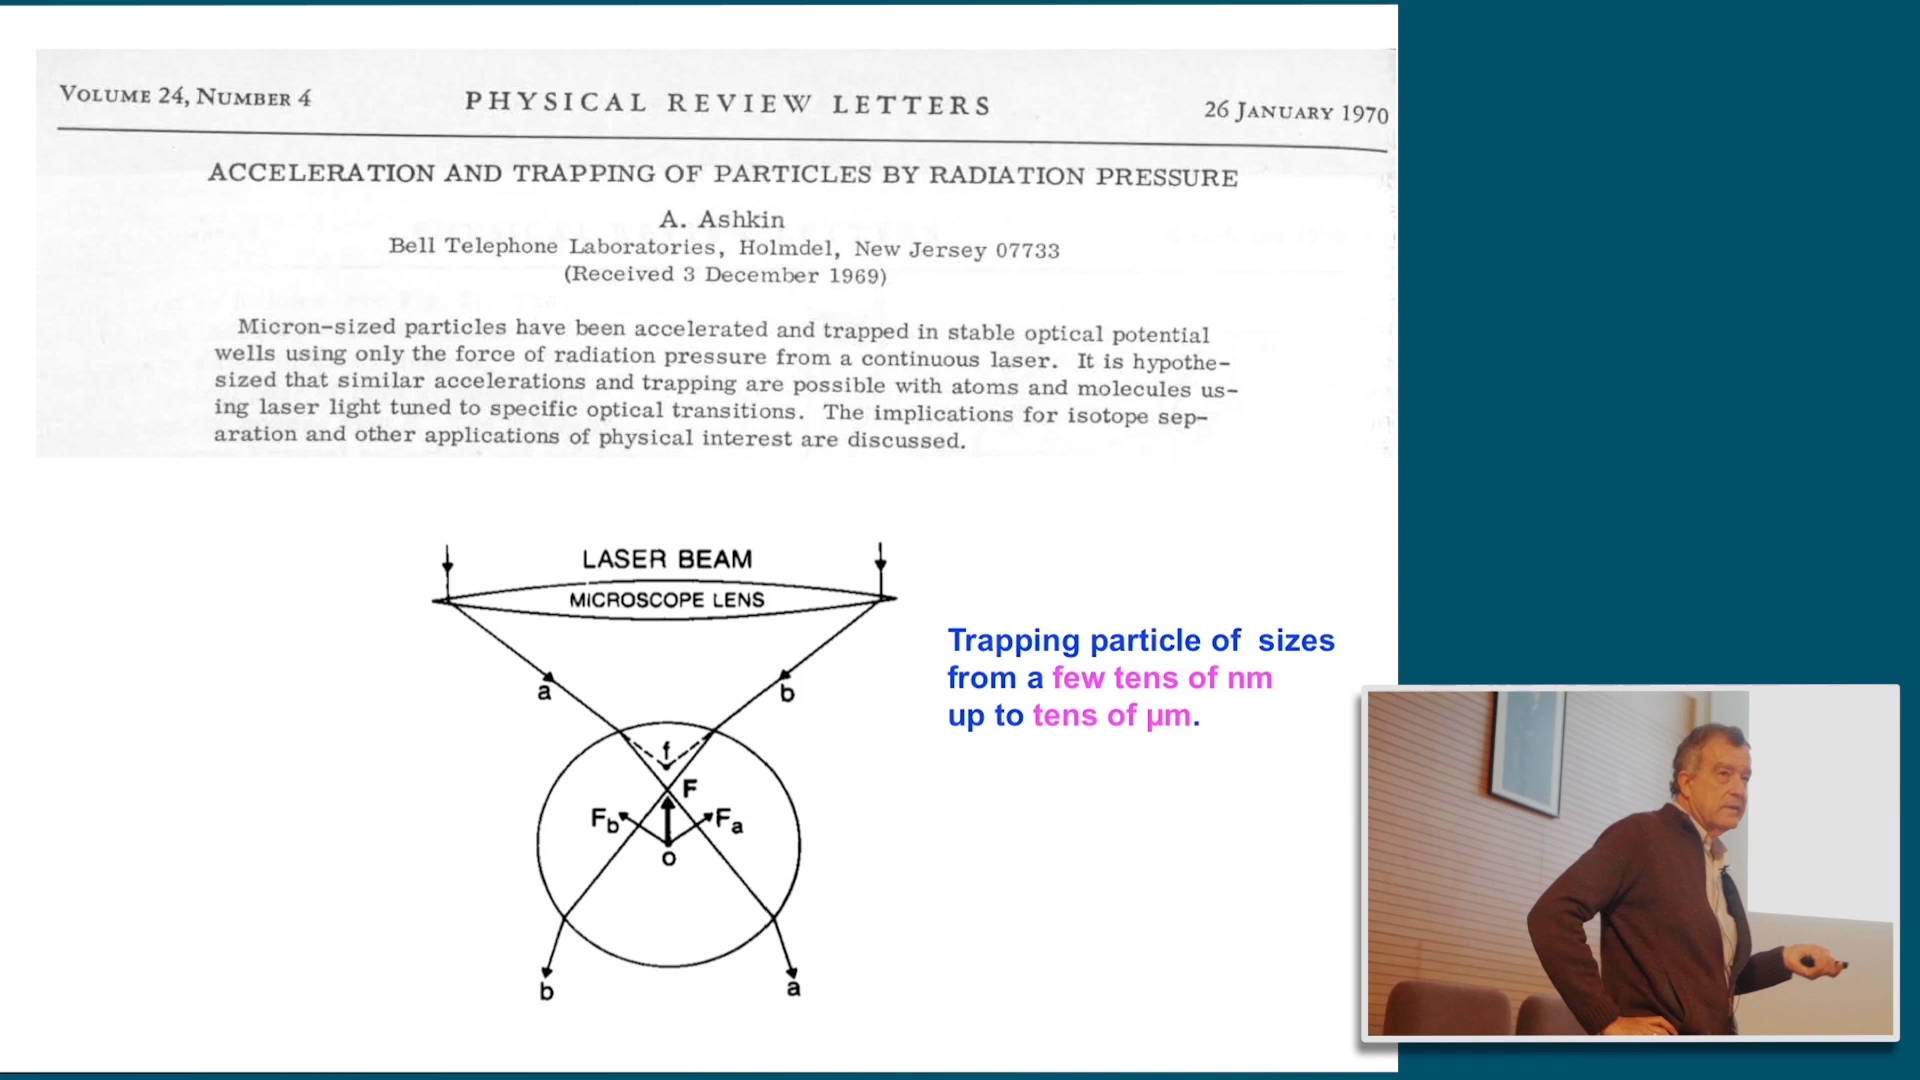 VOLUME 24, NUMBER 4 PHYSICAL REVIEW LETTERS 26 JANUARY 1970
ACCELERATION AND TRAPPING OF PARTICLES BY RADIATION PRESSURE
A. Ashkin
Bell Telephone Laboratories, Holmdel, New Jersey 07733
(Received 3 December 1969)
Micron-sized particles have been accelerated and trapped in stable optical potential
wells using only the force of radiation pressure from a continuous laser. It is hypothe-
sized that similar accelerations and trapping are possible with atoms and molecules us-
ing laser light tuned to specific optical transitions. The implications for isotope sep-
aration and other applications of physical interest are discussed.
LASER BEAM
MICROSCOPE LENS
a b
f
F
Fb Fa
O
b a
Trapping particle of sizes
from a few tens of nm
up to tens of μm.